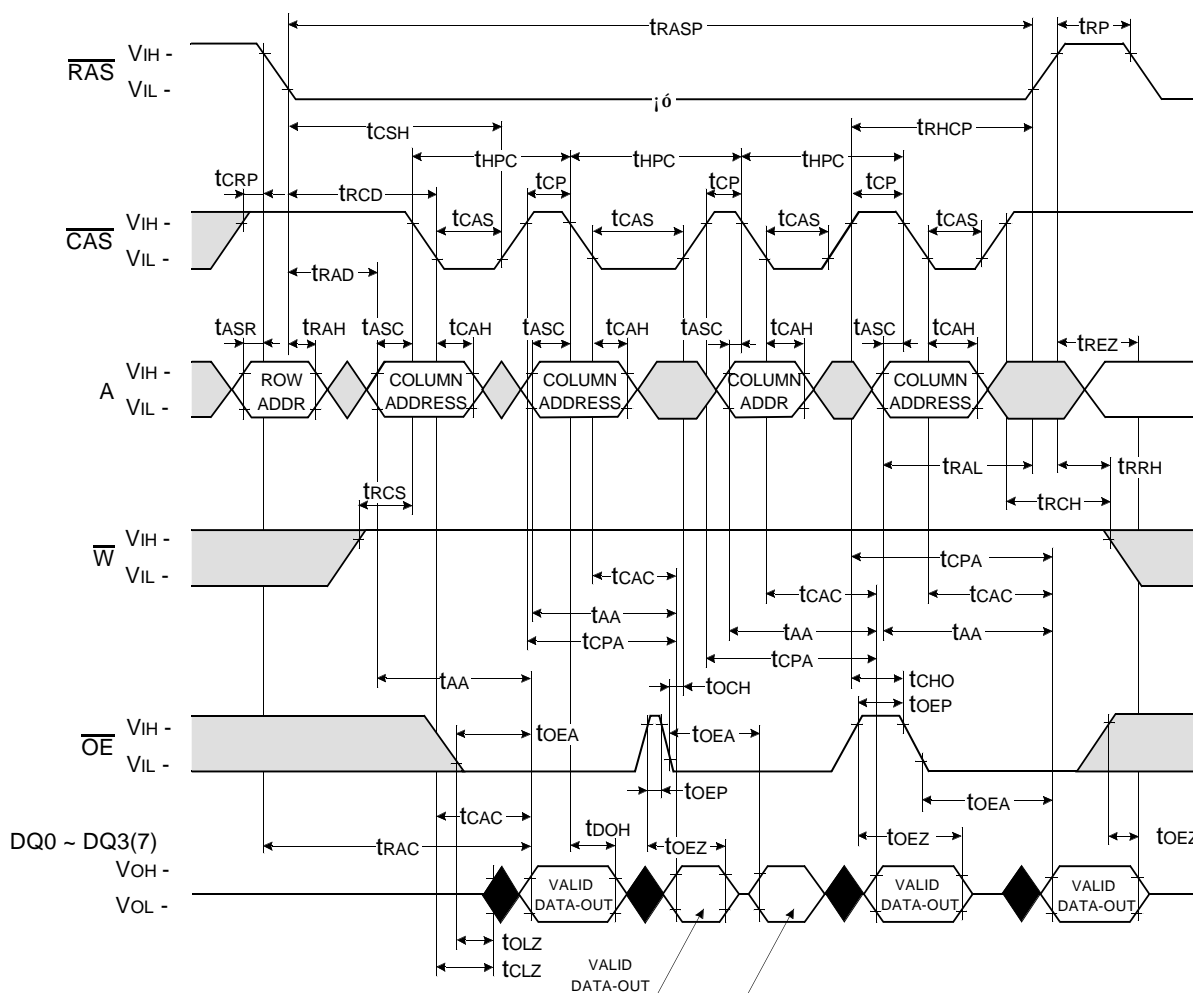 tRASP
tRP
RAS
VIH -
VIL -
¡ó
tCSH
tRHCP
tHPC
tHPC
tHPC
tCRP
tRCD
tCP
tCP
tCP
CAS
VIH -
VIL -
tCAS
tCAS
tCAS
tCAS
tRAD
tASR
tRAH
tASC
tCAH
tASC
tCAH
tASC
tCAH
tASC
tCAH
tREZ
A
VIH -
VIL -
ROW
ADDR
COLUMN
ADDRESS
COLUMN
ADDRESS
COLUMN
ADDR
COLUMN
ADDRESS
tRAL
tRRH
tRCS
tRCH
W
VIH -
VIL -
tCPA
tCAC
tCAC
tCAC
tAA
tAA
tAA
tCPA
tCPA
tAA
tOCH
tCHO
tOEP
OE
VIH -
VIL -
tOEA
tOEA
tOEP
tOEA
tCAC
tDOH
tOEZ
tOEZ
tOEZ
DQ0 ~ DQ3(7)
tRAC
VOH -
VOL -
VALID
DATA-OUT
VALID
DATA-OUT
VALID
DATA-OUT
tOLZ
tCLZ
VALID
DATA-OUT